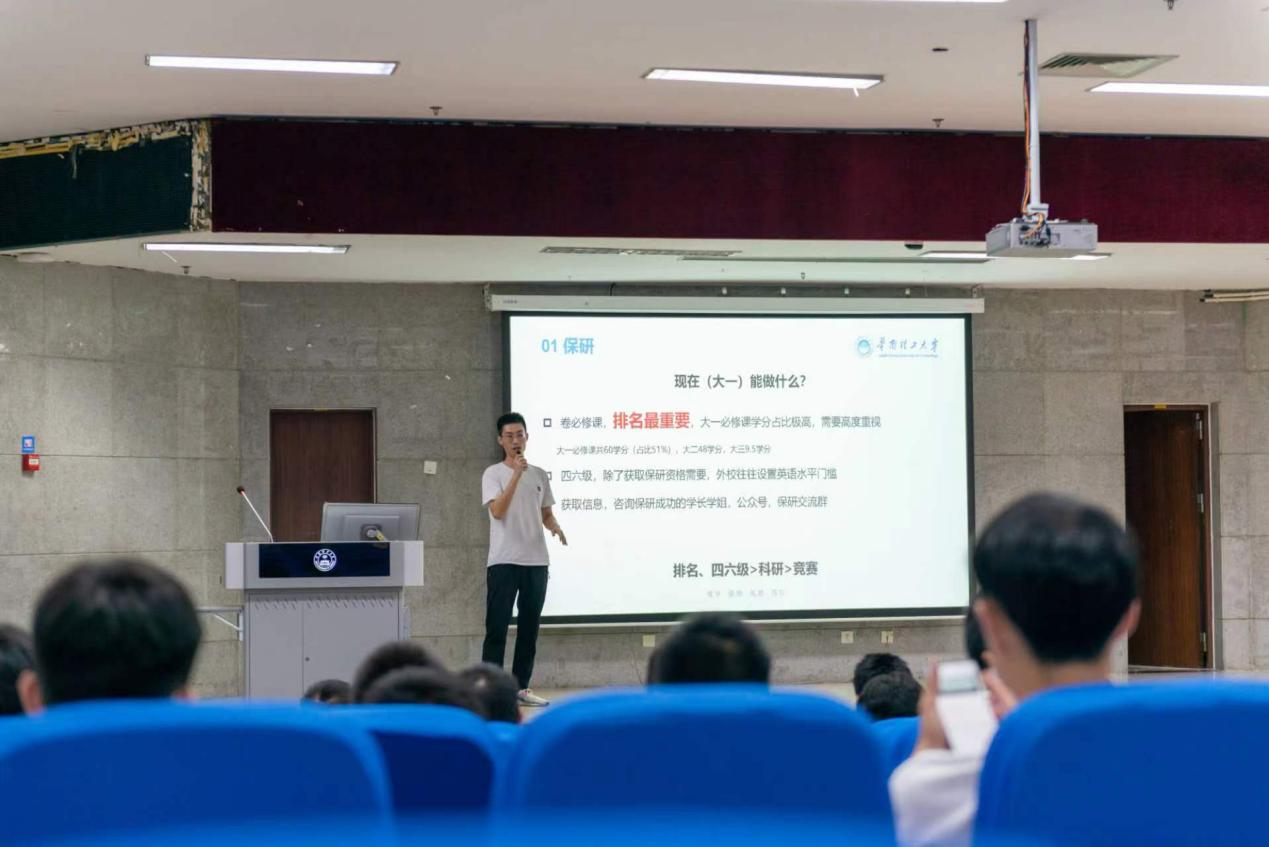 01 保研
华南理工大学
现在（大一）能做什么？
卷必修课，排名最重要，大一必修课学分占比极高，需要高度重视
大一必修课共60学分（占比51%），大二48学分，大三9.5学分
四六级，除了获取保研资格需要，外校往往设置英语水平门槛
获取信息，咨询保研成功的学长学姐，公众号，保研交流群
排名、四六级>科研>竞赛